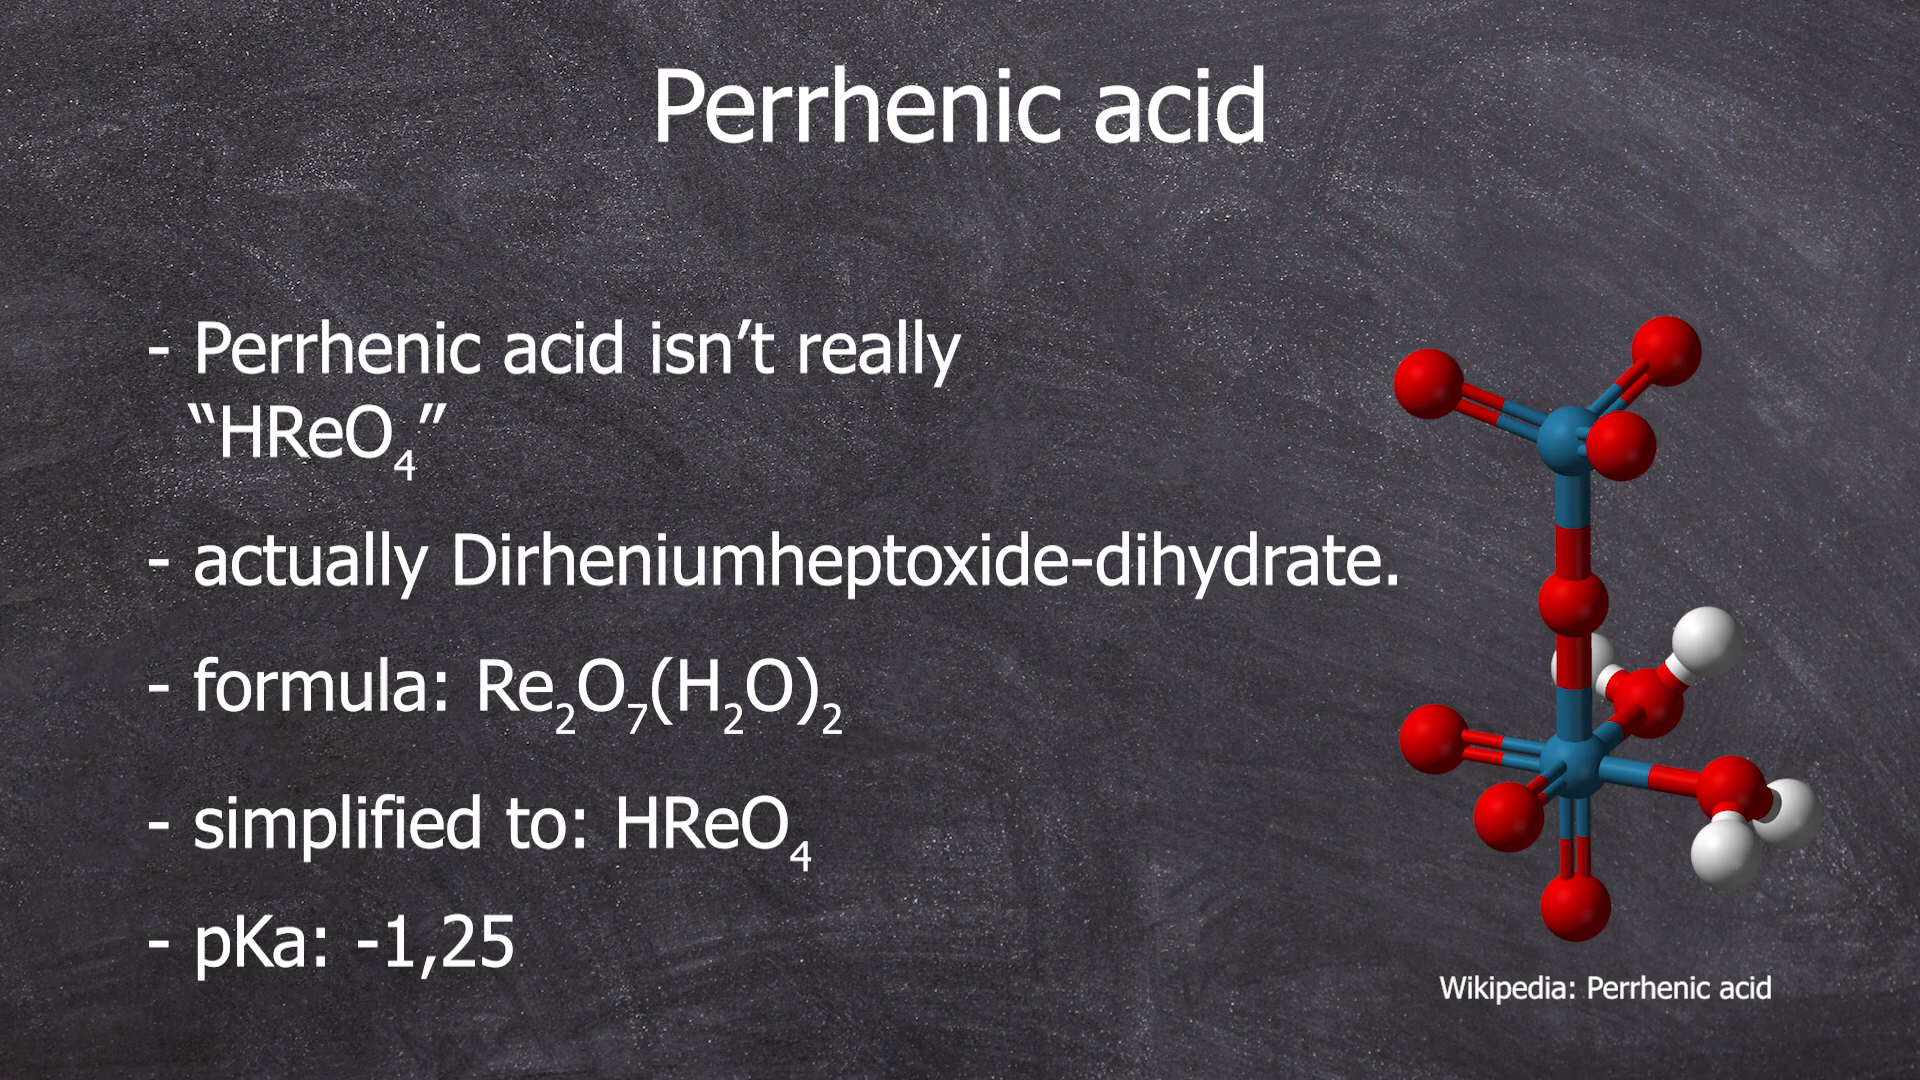 Perrhenic acid
- Perrhenic acid isn’t really
“HReO₄”
- actually Dirheniumheptoxide-dihydrate.
- formula: Re₂O₇(H₂O)₂
- simplified to: HReO₄
- pKa: -1,25
Wikipedia: Perrhenic acid